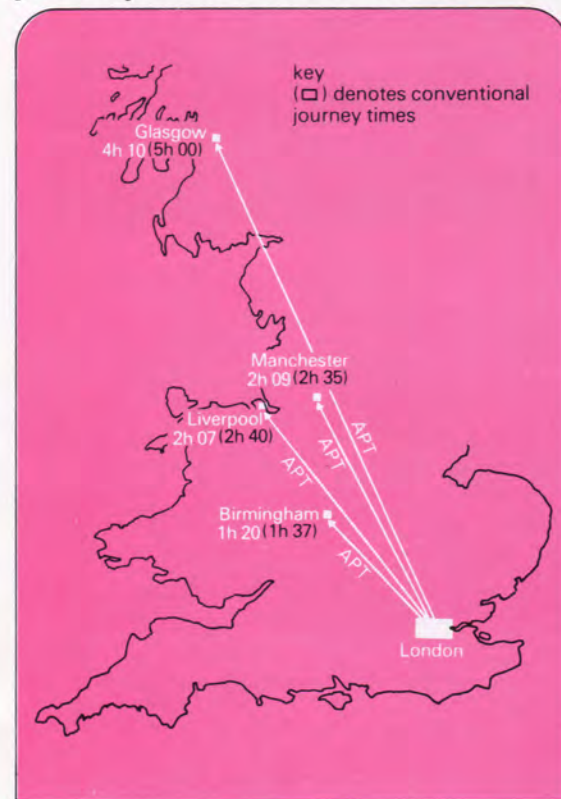 key
(▭) denotes conventional
journey times
Glasgow
4h 10 (5h 00)
Manchester
2h 09 (2h 35)
Liverpool
2h 07 (2h 40)
APT
APT
APT
Birmingham
1h 20 (1h 37)
APT
London